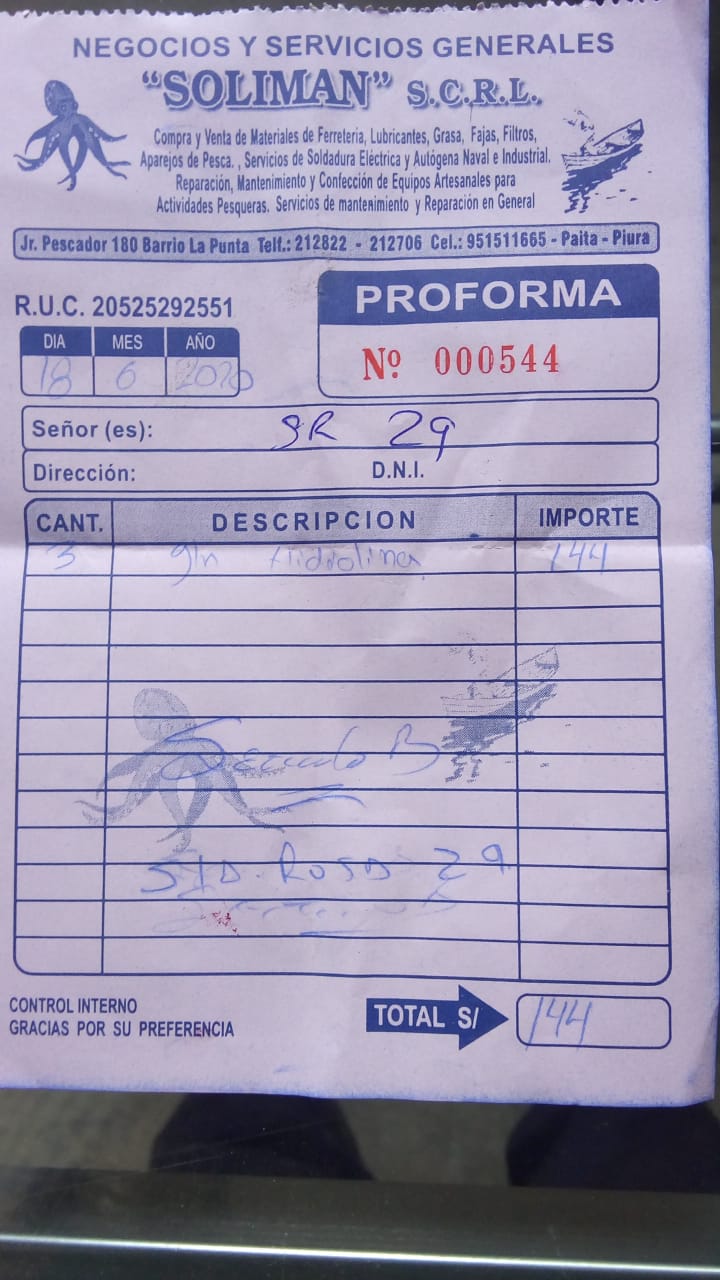 NEGOCIOS Y SERVICIOS GENERALES
“SOLIMAN” S.C.R.L.
Compra y Venta de Materiales de Ferreteria, Lubricantes, Grasa, Fajas, Filtros,
Aparejos de Pesca. , Servicios de Soldadura Eléctrica y Autógena Naval e Industrial.
Reparación, Mantenimiento y Confección de Equipos Artesanales para
Actividades Pesqueras. Servicios de mantenimiento y Reparación en General
Jr. Pescador 180 Barrio La Punta Telf.: 212822 - 212706 Cel.: 951511665 - Paita - Piura
R.U.C. 20525292551
PROFORMA
Nº 000544
DIA MES AÑO
18 6 2020
Señor (es): SR 29
Dirección: D.N.I.
CANT. DESCRIPCION IMPORTE
3 gln Hidrolina 144
B
STA. ROSA 29
CONTROL INTERNO
GRACIAS POR SU PREFERENCIA
TOTAL S/ 144